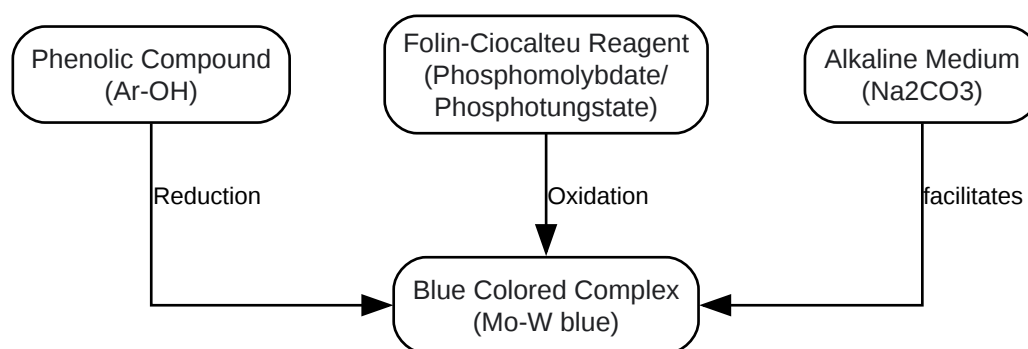 Phenolic Compound
(Ar-OH)
Folin-Ciocalteu Reagent
(Phosphomolybdate/
Phosphotungstate)
Alkaline Medium
(Na2CO3)
Reduction
Oxidation
facilitates
Blue Colored Complex
(Mo-W blue)